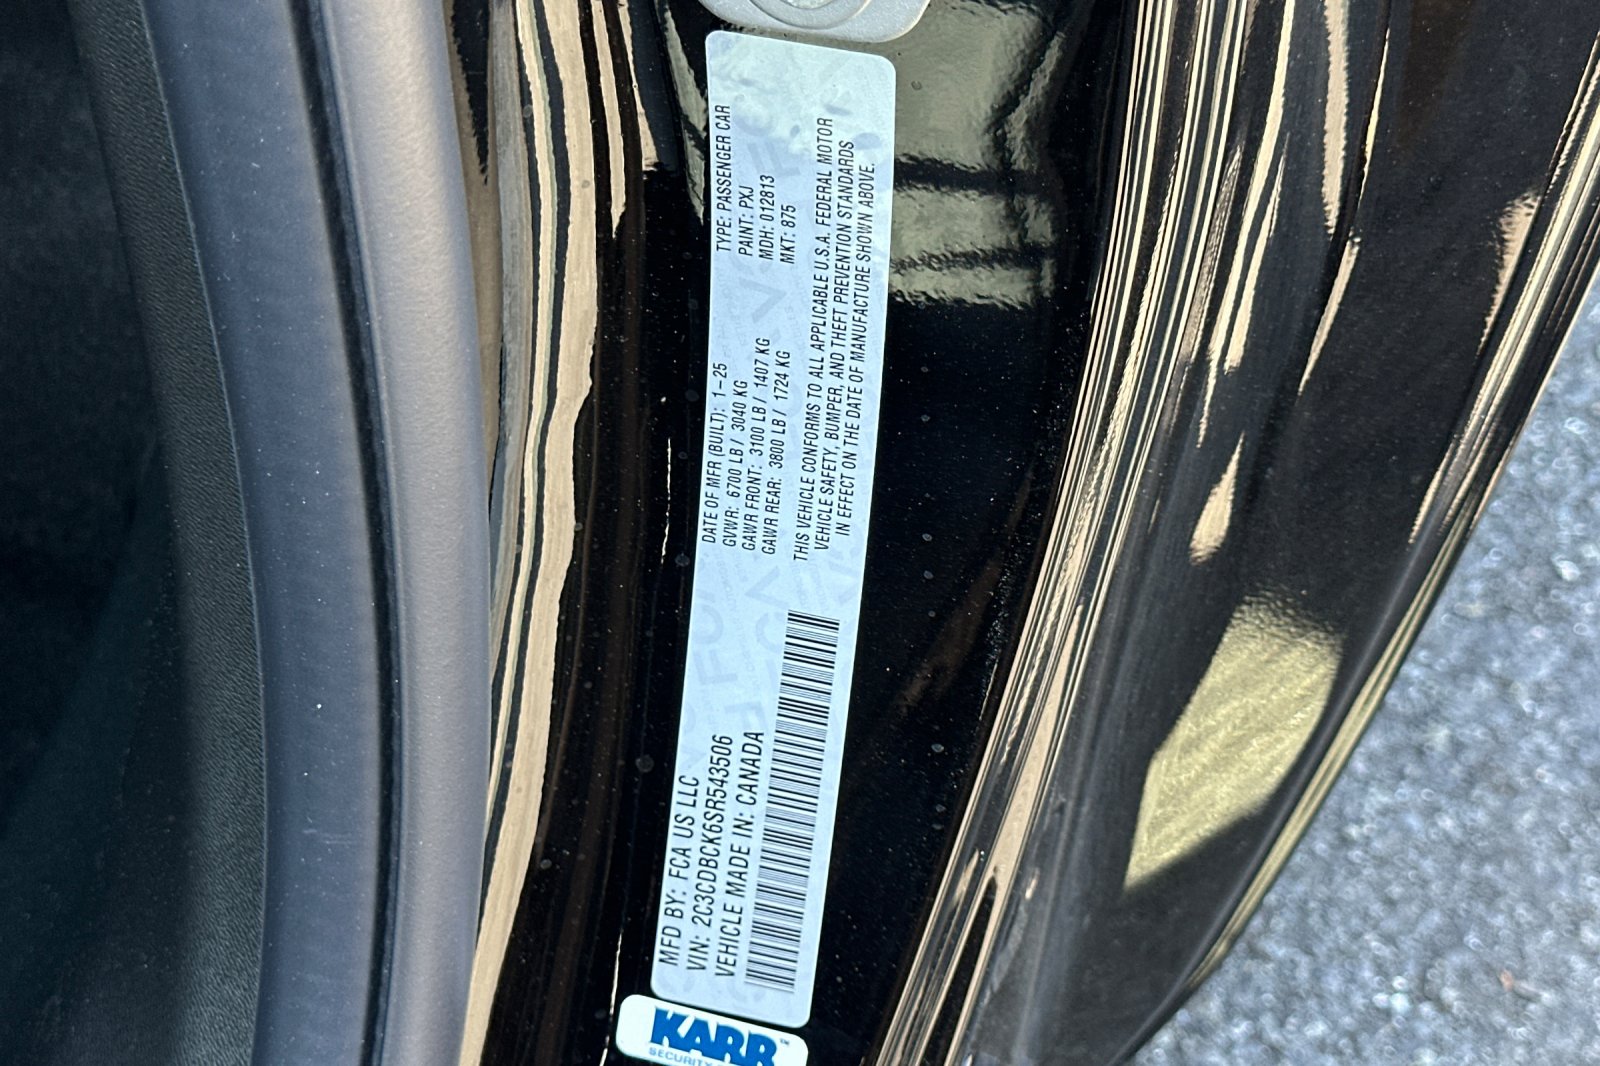 MFD BY: FCA US LLC
VIN: 2C3CDBCK6SR543506
VEHICLE MADE IN: CANADA
DATE OF MFR (BUILT): 1-25
GVWR: 6700 LB / 3040 KG
GAWR FRONT: 3100 LB / 1407 KG
GAWR REAR: 3800 LB / 1724 KG
TYPE: PASSENGER CAR
PAINT: PXJ
MDH: 012813
MKT: 875
THIS VEHICLE CONFORMS TO ALL APPLICABLE U.S.A. FEDERAL MOTOR
VEHICLE SAFETY, BUMPER, AND THEFT PREVENTION STANDARDS
IN EFFECT ON THE DATE OF MANUFACTURE SHOWN ABOVE.
KARR™
SECURITY